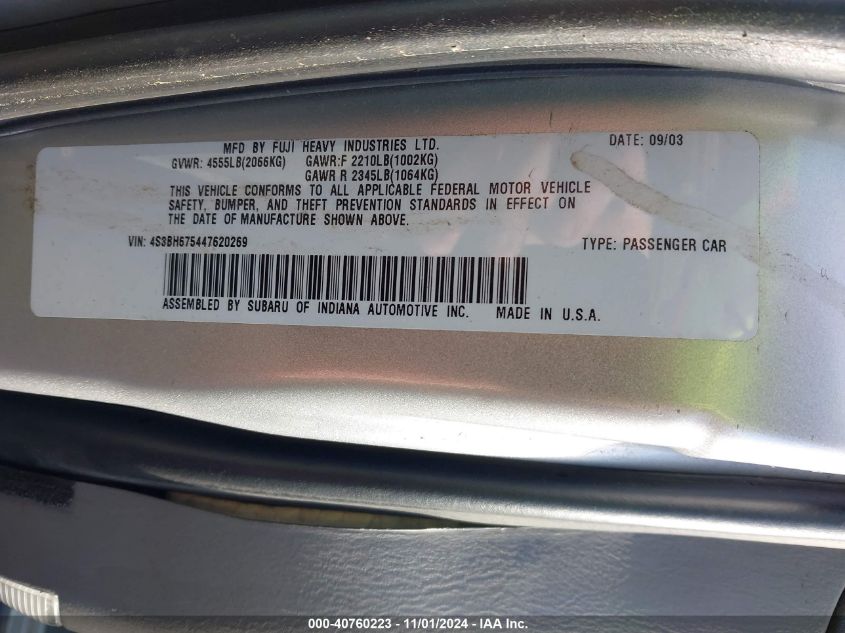 MFD BY FUJI HEAVY INDUSTRIES LTD. DATE: 09/03
GVWR: 4555LB(2066KG) GAWR:F 2210LB(1002KG)
GAWR R 2345LB(1064KG)
THIS VEHICLE CONFORMS TO ALL APPLICABLE FEDERAL MOTOR VEHICLE
SAFETY, BUMPER, AND THEFT PREVENTION STANDARDS IN EFFECT ON
THE DATE OF MANUFACTURE SHOWN ABOVE.
VIN: 4S3BH675447620269 TYPE: PASSENGER CAR
ASSEMBLED BY SUBARU OF INDIANA AUTOMOTIVE INC. MADE IN U.S.A.
000-40760223 - 11/01/2024 - IAA Inc.